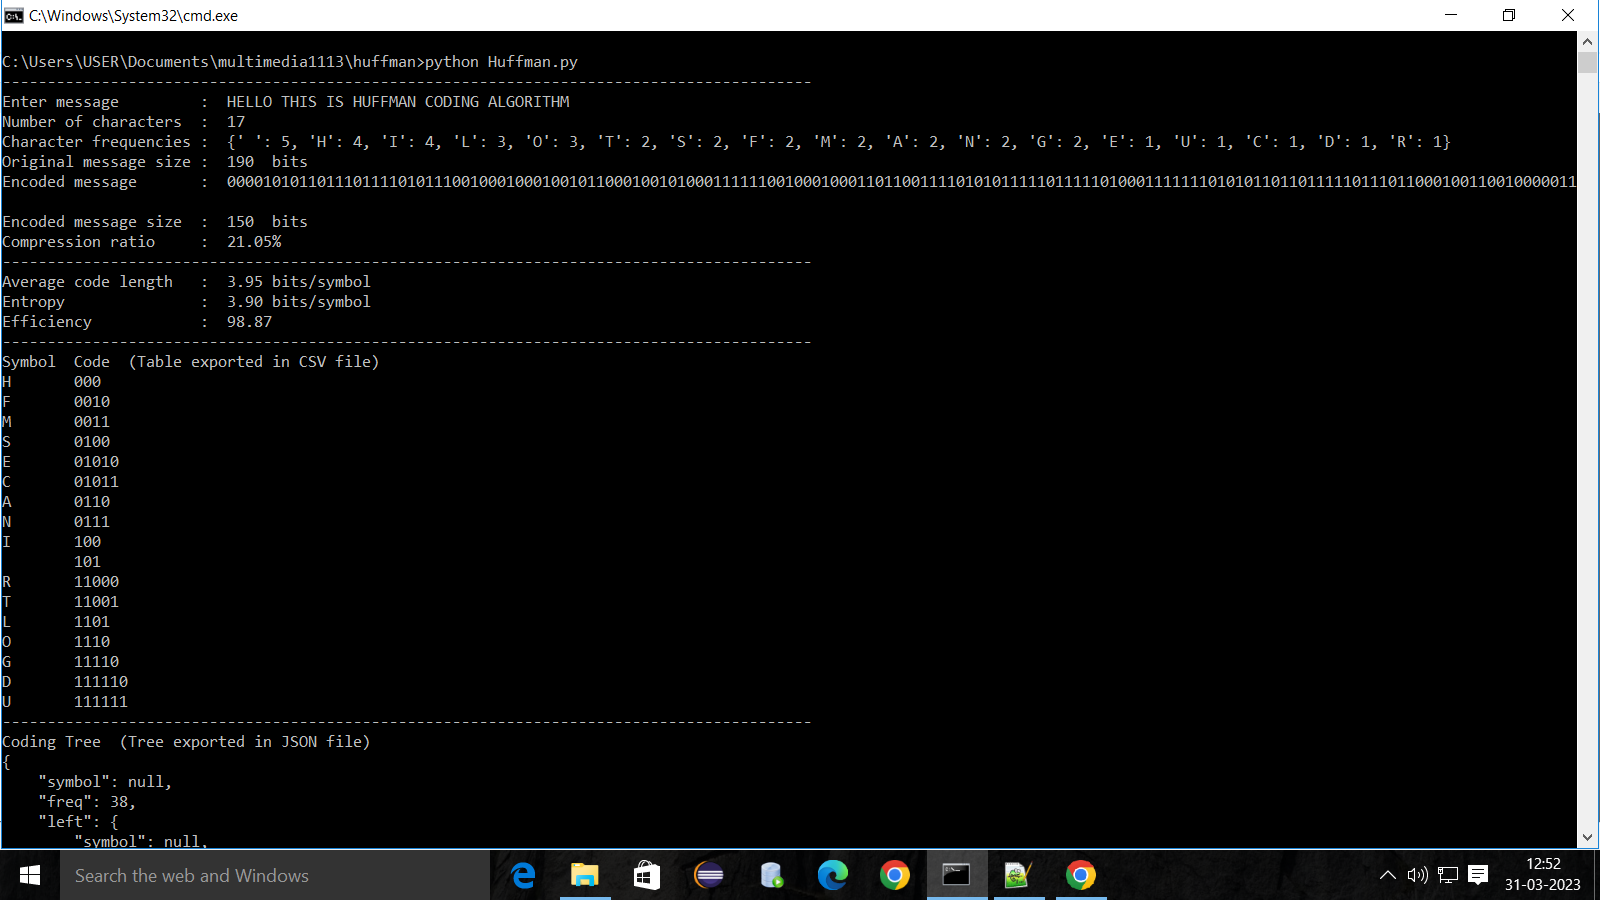 C:\Windows\System32\cmd.exe
C:\Users\USER\Documents\multimedia1113\huffman>python Huffman.py
------------------------------------------------------------------------------------------
Enter message         :  HELLO THIS IS HUFFMAN CODING ALGORITHM
Number of characters  :  17
Character frequencies :  {' ': 5, 'H': 4, 'I': 4, 'L': 3, 'O': 3, 'T': 2, 'S': 2, 'F': 2, 'M': 2, 'A': 2, 'N': 2, 'G': 2, 'E': 1, 'U': 1, 'C': 1, 'D': 1, 'R': 1}
Original message size :  190  bits
Encoded message       :  000010101101110111101011100100010001001011000100101000111111001000100011011001111010101111101111101000111111110101011011011111011101100010011001000001​1
Encoded message size  :  150  bits
Compression ratio     :  21.05%
------------------------------------------------------------------------------------------
Average code length   :  3.95 bits/symbol
Entropy               :  3.90 bits/symbol
Efficiency            :  98.87
------------------------------------------------------------------------------------------
Symbol  Code  (Table exported in CSV file)
H       000
F       0010
M       0011
S       0100
E       01010
C       01011
A       0110
N       0111
I       100
        101
R       11000
T       11001
L       1101
O       1110
G       11110
D       111110
U       111111
------------------------------------------------------------------------------------------
Coding Tree  (Tree exported in JSON file)
{
    "symbol": null,
    "freq": 38,
    "left": {
        "symbol": null,
Search the web and Windows
12:52
31-03-2023